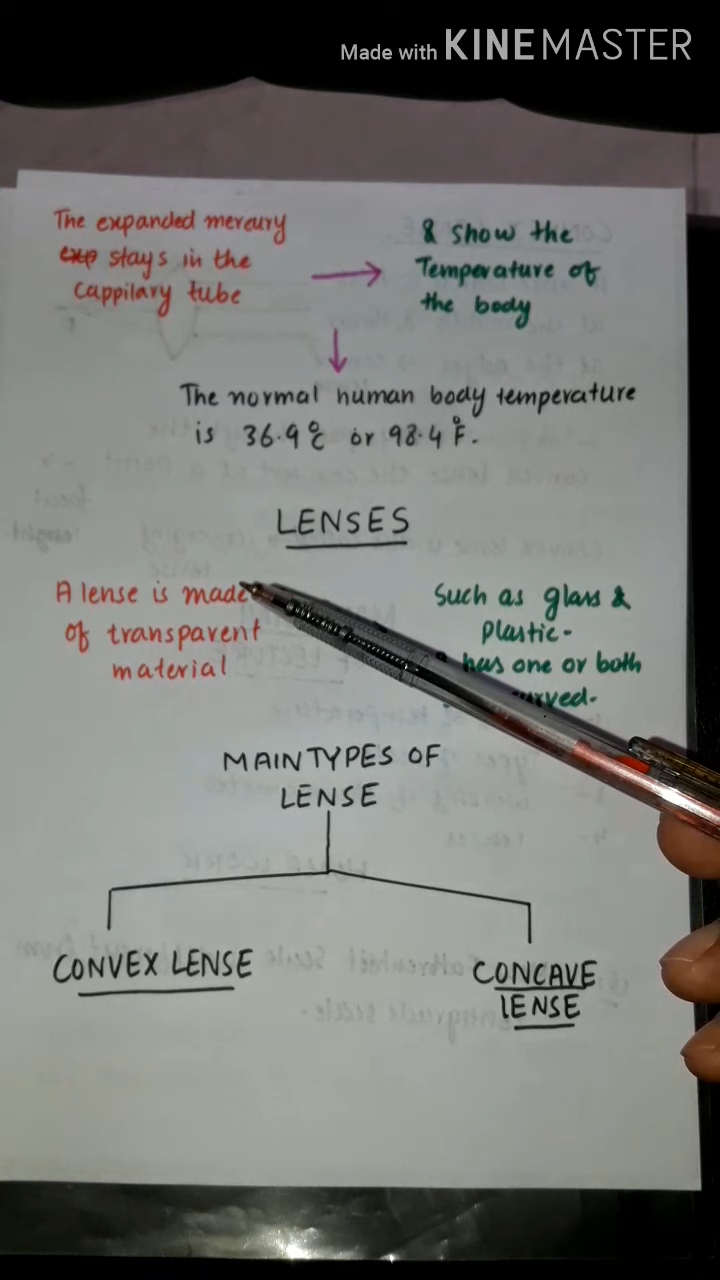 Made with KINEMASTER
The expanded mercury
exp stays in the
cappilary tube
& show the
Temperature of
the body
The normal human body temperature
is 36.9°C or 98.4°F.
LENSES
A lense is made
of transparent
material
Such as glass &
plastic-
has one or both
MAIN TYPES OF
LENSE
CONVEX LENSE
CONCAVE
LENSE